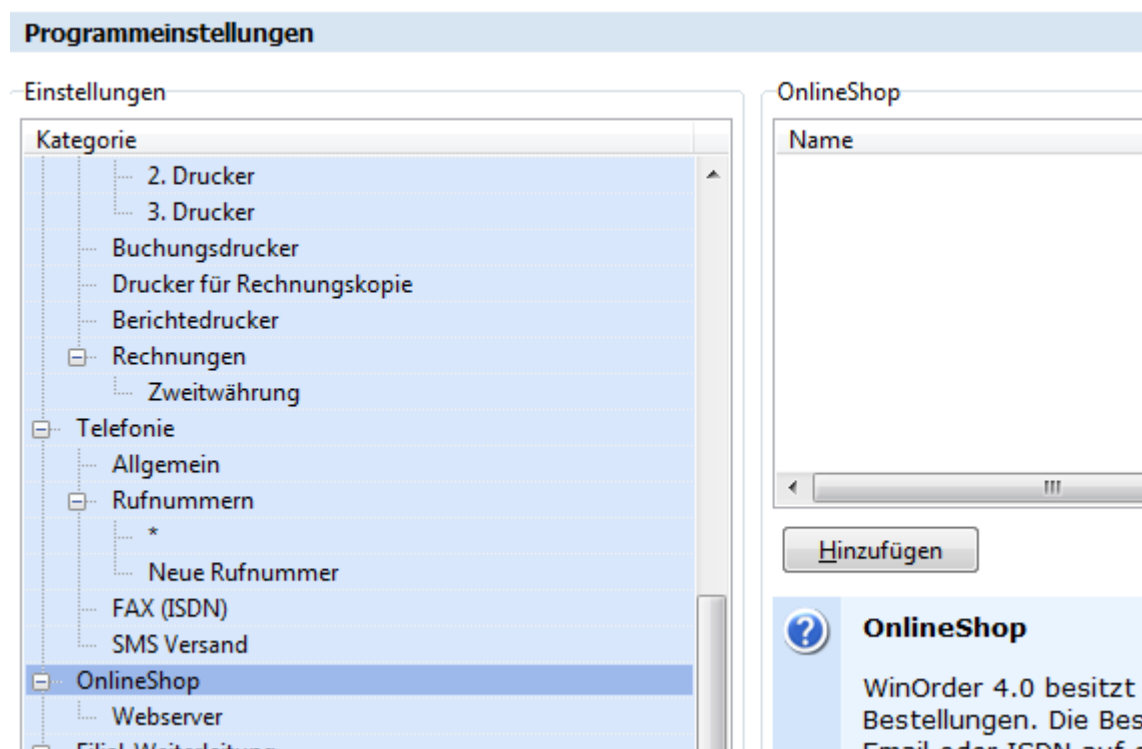 Programmeinstellungen
Einstellungen
Kategorie
2. Drucker
3. Drucker
Buchungsdrucker
Drucker für Rechnungskopie
Berichtedrucker
Rechnungen
Zweitwährung
Telefonie
Allgemein
Rufnummern
*
Neue Rufnummer
FAX (ISDN)
SMS Versand
OnlineShop
Webserver
OnlineShop
Name
Hinzufügen
OnlineShop
WinOrder 4.0 besitzt
Bestellungen. Die Bes